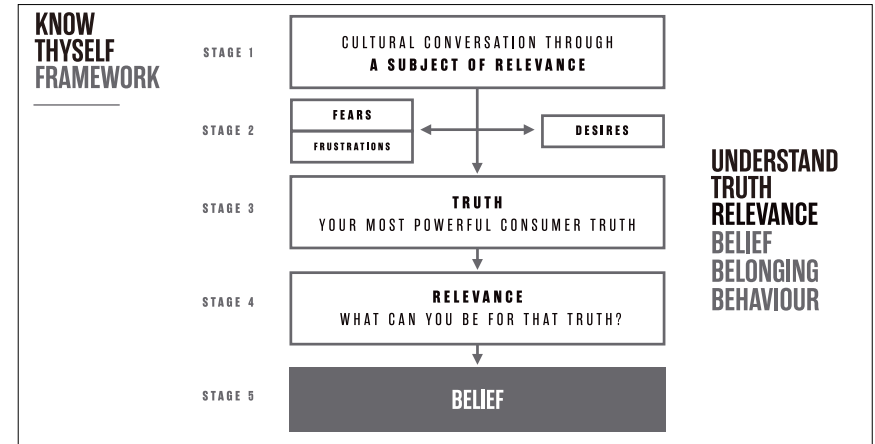 KNOW
THYSELF
FRAMEWORK
STAGE 1
CULTURAL CONVERSATION THROUGH
A SUBJECT OF RELEVANCE
STAGE 2
FEARS
FRUSTRATIONS
DESIRES
STAGE 3
TRUTH
YOUR MOST POWERFUL CONSUMER TRUTH
STAGE 4
RELEVANCE
WHAT CAN YOU BE FOR THAT TRUTH?
STAGE 5
BELIEF
UNDERSTAND
TRUTH
RELEVANCE
BELIEF
BELONGING
BEHAVIOUR